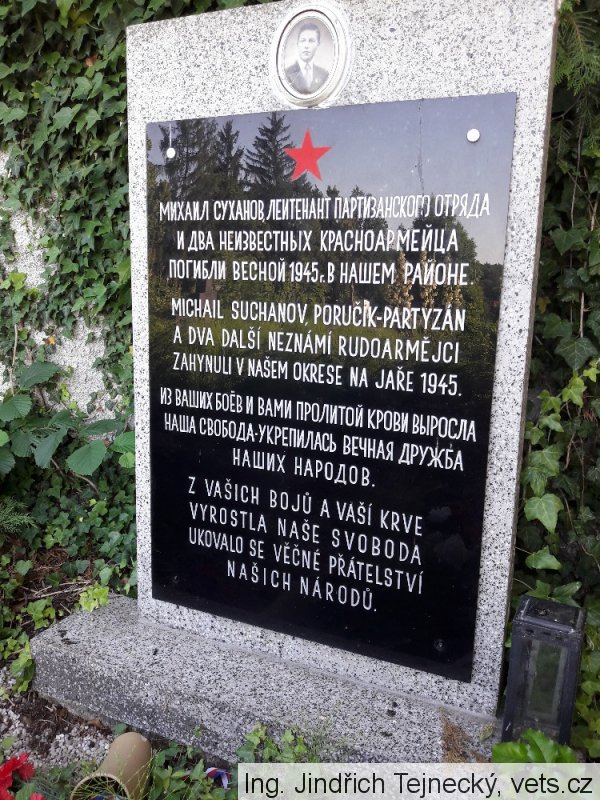 МИХАИЛ СУХАНОВ, ЛЕИТЕНАНТ ПАРТИЗАНСКОГО ОТРЯДА
И ДВА НЕИЗВЕСТНЫХ КРАСНОАРМЕЙЦА
ПОГИБЛИ ВЕСНОЙ 1945 г. В НАШЕМ РАЙОНЕ.
MICHAIL SUCHANOV, PORUČÍK-PARTYZÁN
A DVA DALŠÍ NEZNÁMÍ RUDOARMĚJCI
ZAHYNULI V NAŠEM OKRESE NA JAŘE 1945.
ИЗ ВАШИХ БОЁВ И ВАМИ ПРОЛИТОЙ КРОВИ ВЫРОСЛА
НАША СВОБОДА-УКРЕПИЛАСЬ ВЕЧНАЯ ДРУЖБА
НАШИХ НАРОДОВ.
Z VAŠICH BOJŮ A VAŠÍ KRVE
VYROSTLA NAŠE SVOBODA
UKOVALO SE VĚČNÉ PŘÁTELSTVÍ
NAŠICH NÁRODŮ.
Ing. Jindřich Tejnecký, vets.cz